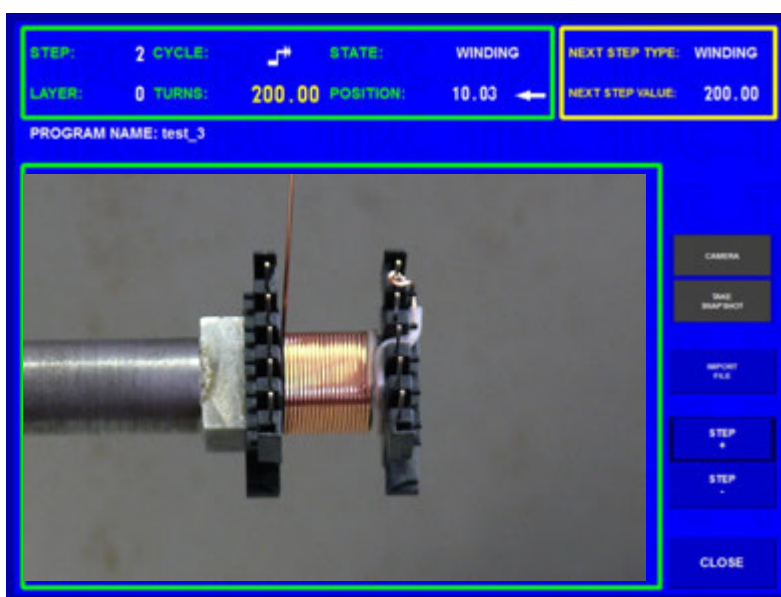 STEP: 2 CYCLE: STATE: WINDING NEXT STEP TYPE: WINDING
LAYER: 0 TURNS: 200.00 POSITION: 10.03 NEXT STEP VALUE: 200.00
PROGRAM NAME: test_3
CAMERA
TAKE
SNAPSHOT
IMPORT
FILE
STEP
+
STEP
-
CLOSE